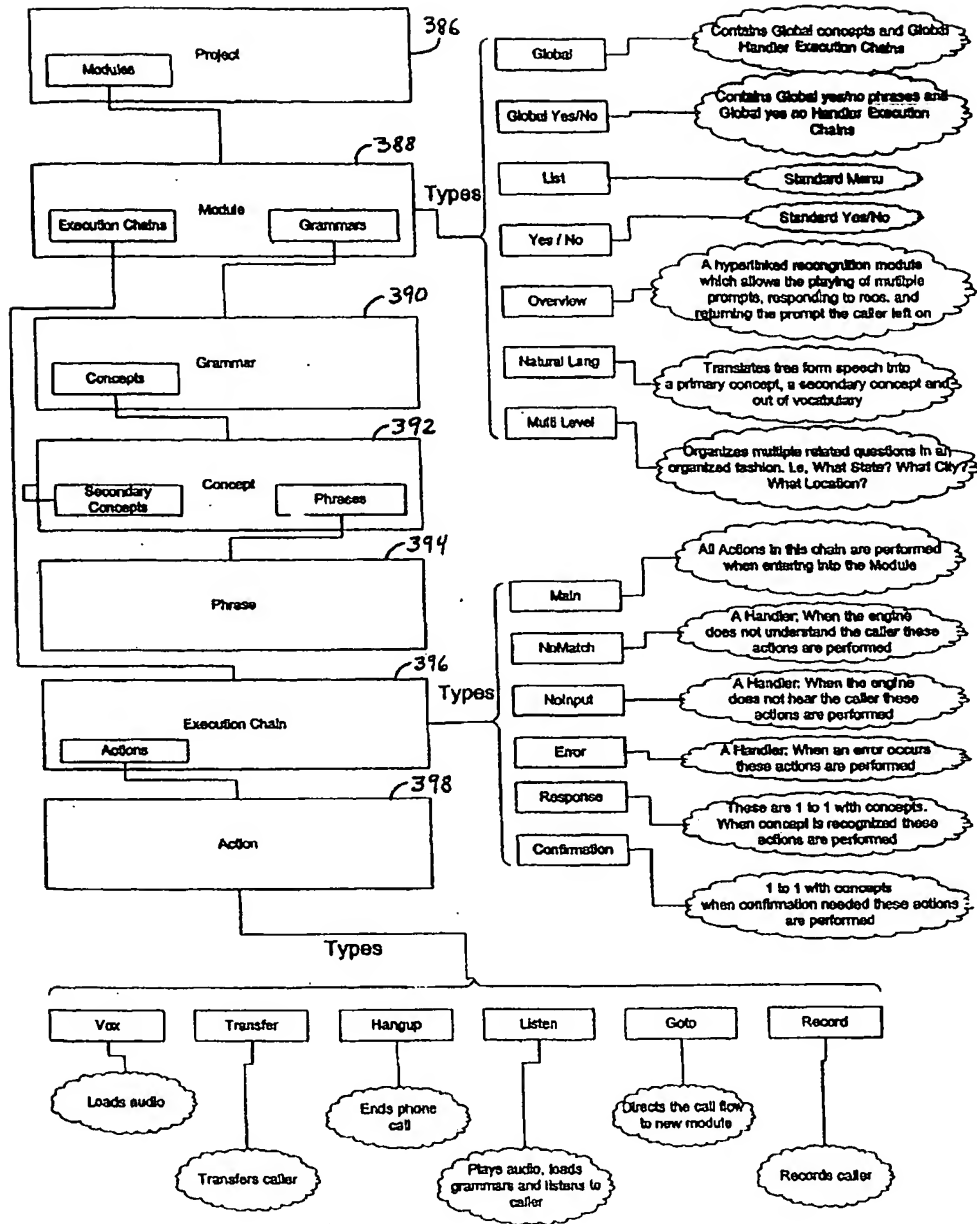 386
Project
Modules
388
Module
Execution Chains
Grammars
Types
390
Grammar
Concepts
392
Concept
Secondary
Concepts
Phrases
394
Phrase
396
Execution Chain
Actions
Types
398
Action
Types
Global
Contains Global concepts and Global
Handler Execution Chains
Global Yes/No
Contains Global yes/no phrases and
Global yes no Handler Execution
Chains
List
Standard Menu
Yes / No
Standard Yes/No
Overview
A hyperlinked recongnition module
which allows the playing of multiple
prompts, responding to recs. and
returning the prompt the caller left on
Natural Lang
Translates free form speech into
a primary concept, a secondary concept and
out of vocabulary
Multi Level
Organizes multiple related questions in an
organized fashion. i.e, What State? What City?
What Location?
Main
All Actions in this chain are performed
when entering into the Module
NoMatch
A Handler; When the engine
does not understand the caller these
actions are performed
NoInput
A Handler: When the engine
does not hear the caller these
actions are performed
Error
A Handler; When an error occurs
these actions are performed
Response
These are 1 to 1 with concepts.
When concept is recognized these
actions are performed
Confirmation
1 to 1 with concepts
when confirmation needed these actions
are performed
Vox
Transfer
Hangup
Listen
Goto
Record
Loads audio
Transfers caller
Ends phone
call
Plays audio, loads
grammars and listens to
caller
Directs the call flow
to new module
Records caller